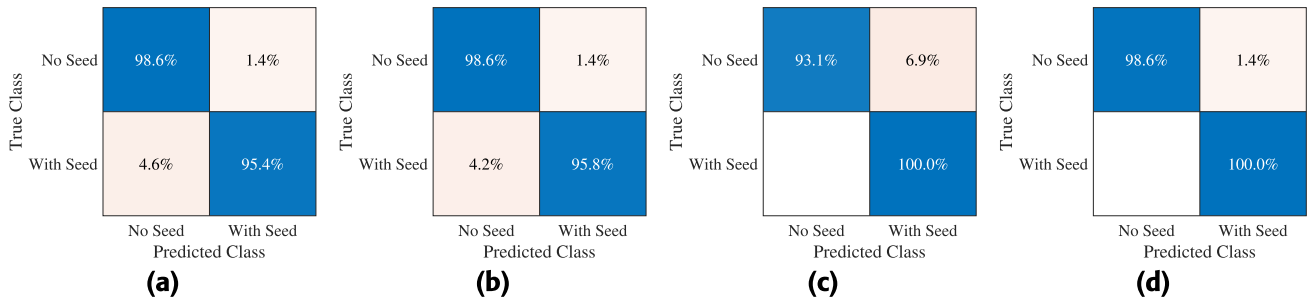 True Class
No Seed
98.6%
1.4%
With Seed
4.6%
95.4%
No Seed
With Seed
Predicted Class
(a)
True Class
No Seed
98.6%
1.4%
With Seed
4.2%
95.8%
No Seed
With Seed
Predicted Class
(b)
True Class
No Seed
93.1%
6.9%
With Seed
100.0%
No Seed
With Seed
Predicted Class
(c)
True Class
No Seed
98.6%
1.4%
With Seed
100.0%
No Seed
With Seed
Predicted Class
(d)